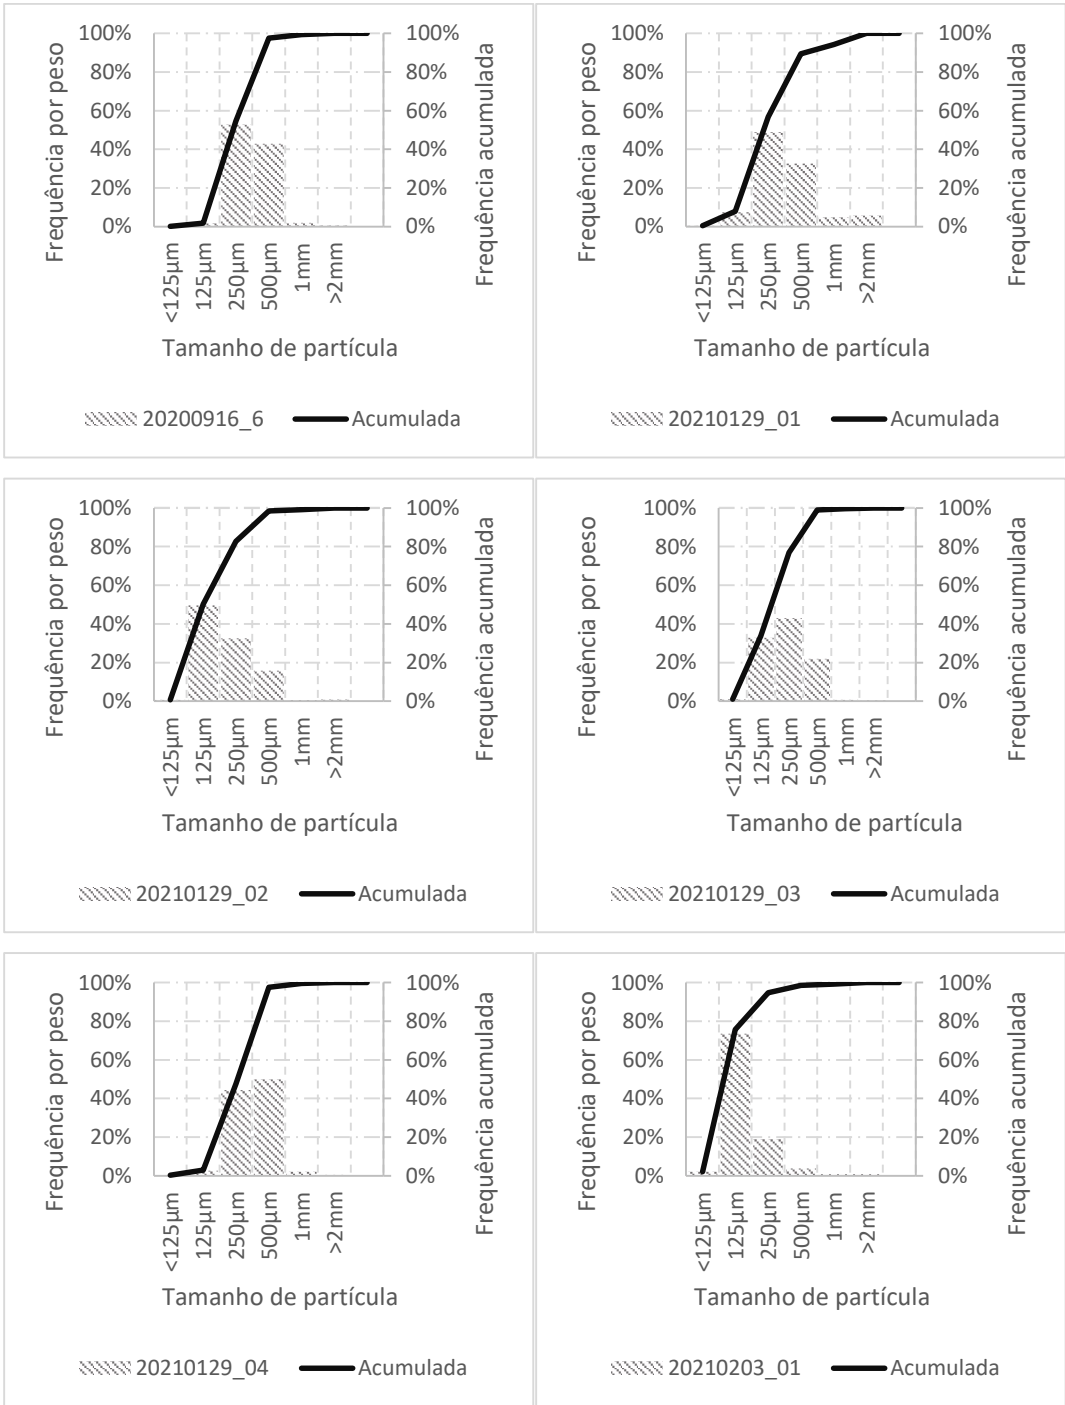 Frequência por peso
100%
80%
60%
40%
20%
0%
100%
80%
60%
40%
20%
0%
Frequência acumulada
<125µm
125µm
250µm
500µm
1mm
>2mm
Tamanho de partícula
20200916_6 Acumulada
Frequência por peso
100%
80%
60%
40%
20%
0%
100%
80%
60%
40%
20%
0%
Frequência acumulada
<125µm
125µm
250µm
500µm
1mm
>2mm
Tamanho de partícula
20210129_01 Acumulada
Frequência por peso
100%
80%
60%
40%
20%
0%
100%
80%
60%
40%
20%
0%
Frequência acumulada
<125µm
125µm
250µm
500µm
1mm
>2mm
Tamanho de partícula
20210129_02 Acumulada
Frequência por peso
100%
80%
60%
40%
20%
0%
100%
80%
60%
40%
20%
0%
Frequência acumulada
<125µm
125µm
250µm
500µm
1mm
>2mm
Tamanho de partícula
20210129_03 Acumulada
Frequência por peso
100%
80%
60%
40%
20%
0%
100%
80%
60%
40%
20%
0%
Frequência acumulada
<125µm
125µm
250µm
500µm
1mm
>2mm
Tamanho de partícula
20210129_04 Acumulada
Frequência por peso
100%
80%
60%
40%
20%
0%
100%
80%
60%
40%
20%
0%
Frequência acumulada
<125µm
125µm
250µm
500µm
1mm
>2mm
Tamanho de partícula
20210203_01 Acumulada